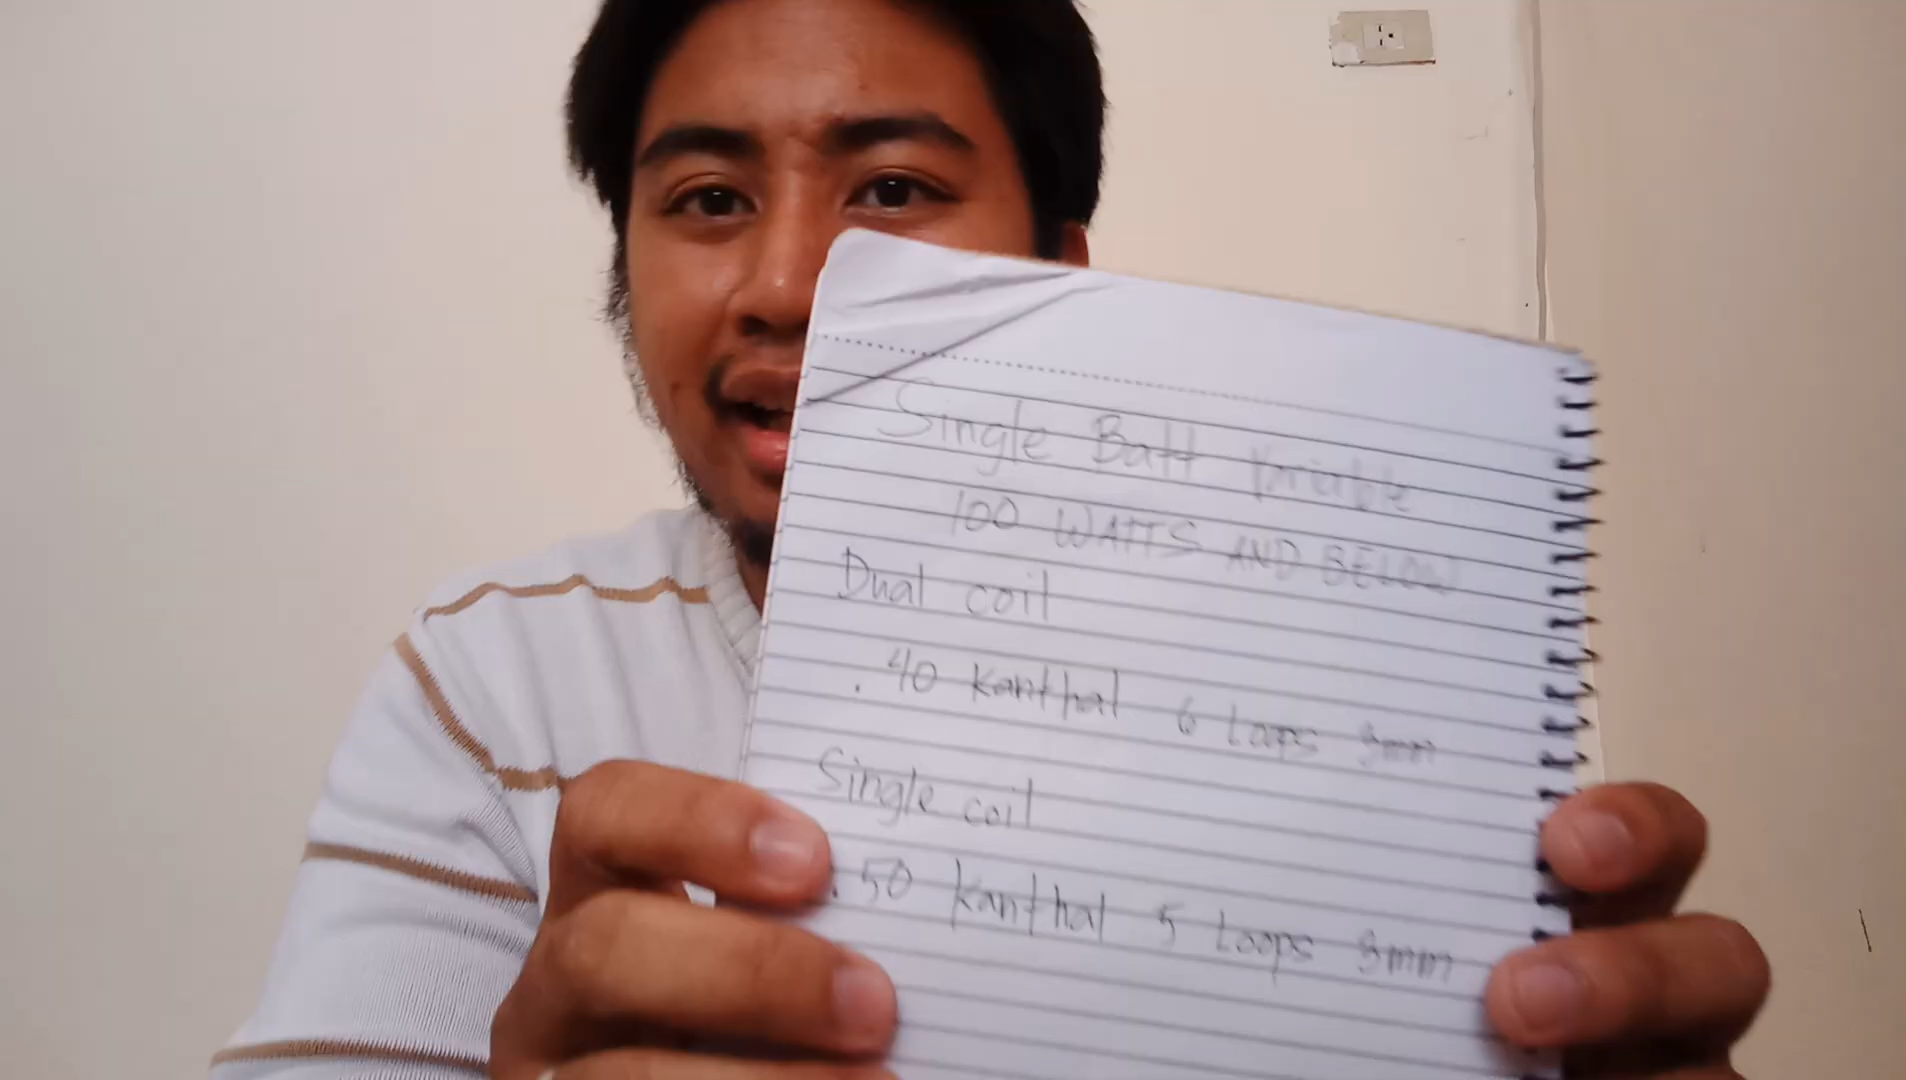 Single Batt Variable
100 WATTS AND BELOW
Dual coil
.40 kanthal 6 Loops 3mm
Single coil
.50 kanthal 5 Loops 3mm